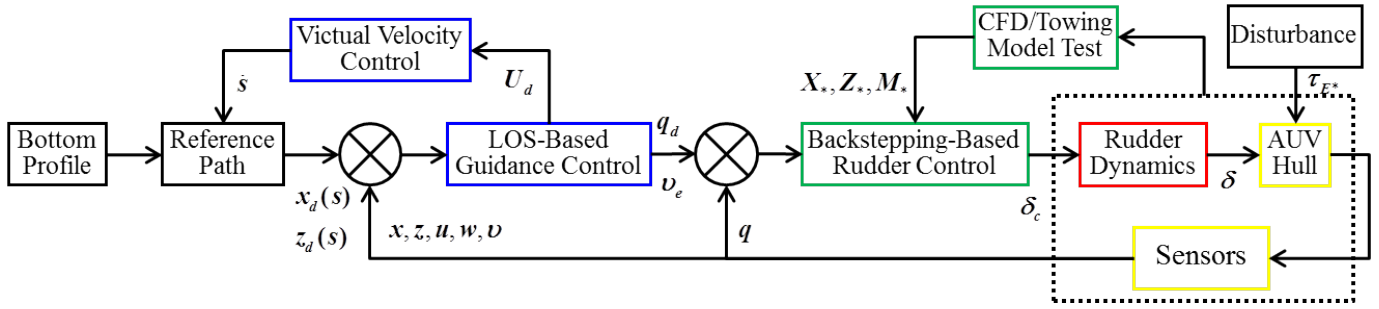 Victual Velocity
Control
CFD/Towing
Model Test
Disturbance
ṡ
U_d
X_*, Z_*, M_*
τ_{E*}
Bottom
Profile
Reference
Path
LOS-Based
Guidance Control
q_d
υ_e
Backstepping-Based
Rudder Control
Rudder
Dynamics
AUV
Hull
x_d(s)
z_d(s)
x, z, u, w, υ
q
δ_c
δ
Sensors